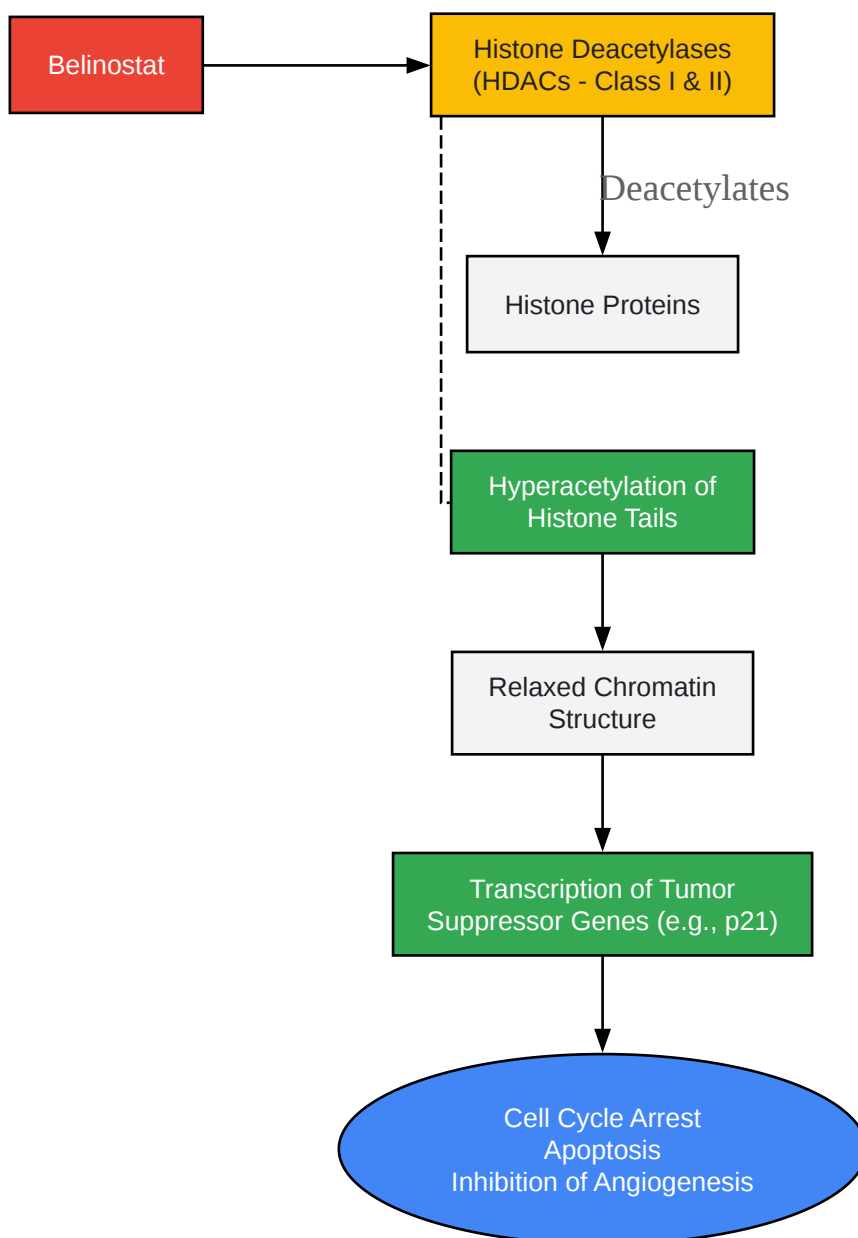 Belinostat
Histone Deacetylases
(HDACs - Class I & II)
Deacetylates
Histone Proteins
Hyperacetylation of
Histone Tails
Relaxed Chromatin
Structure
Transcription of Tumor
Suppressor Genes (e.g., p21)
Cell Cycle Arrest
Apoptosis
Inhibition of Angiogenesis